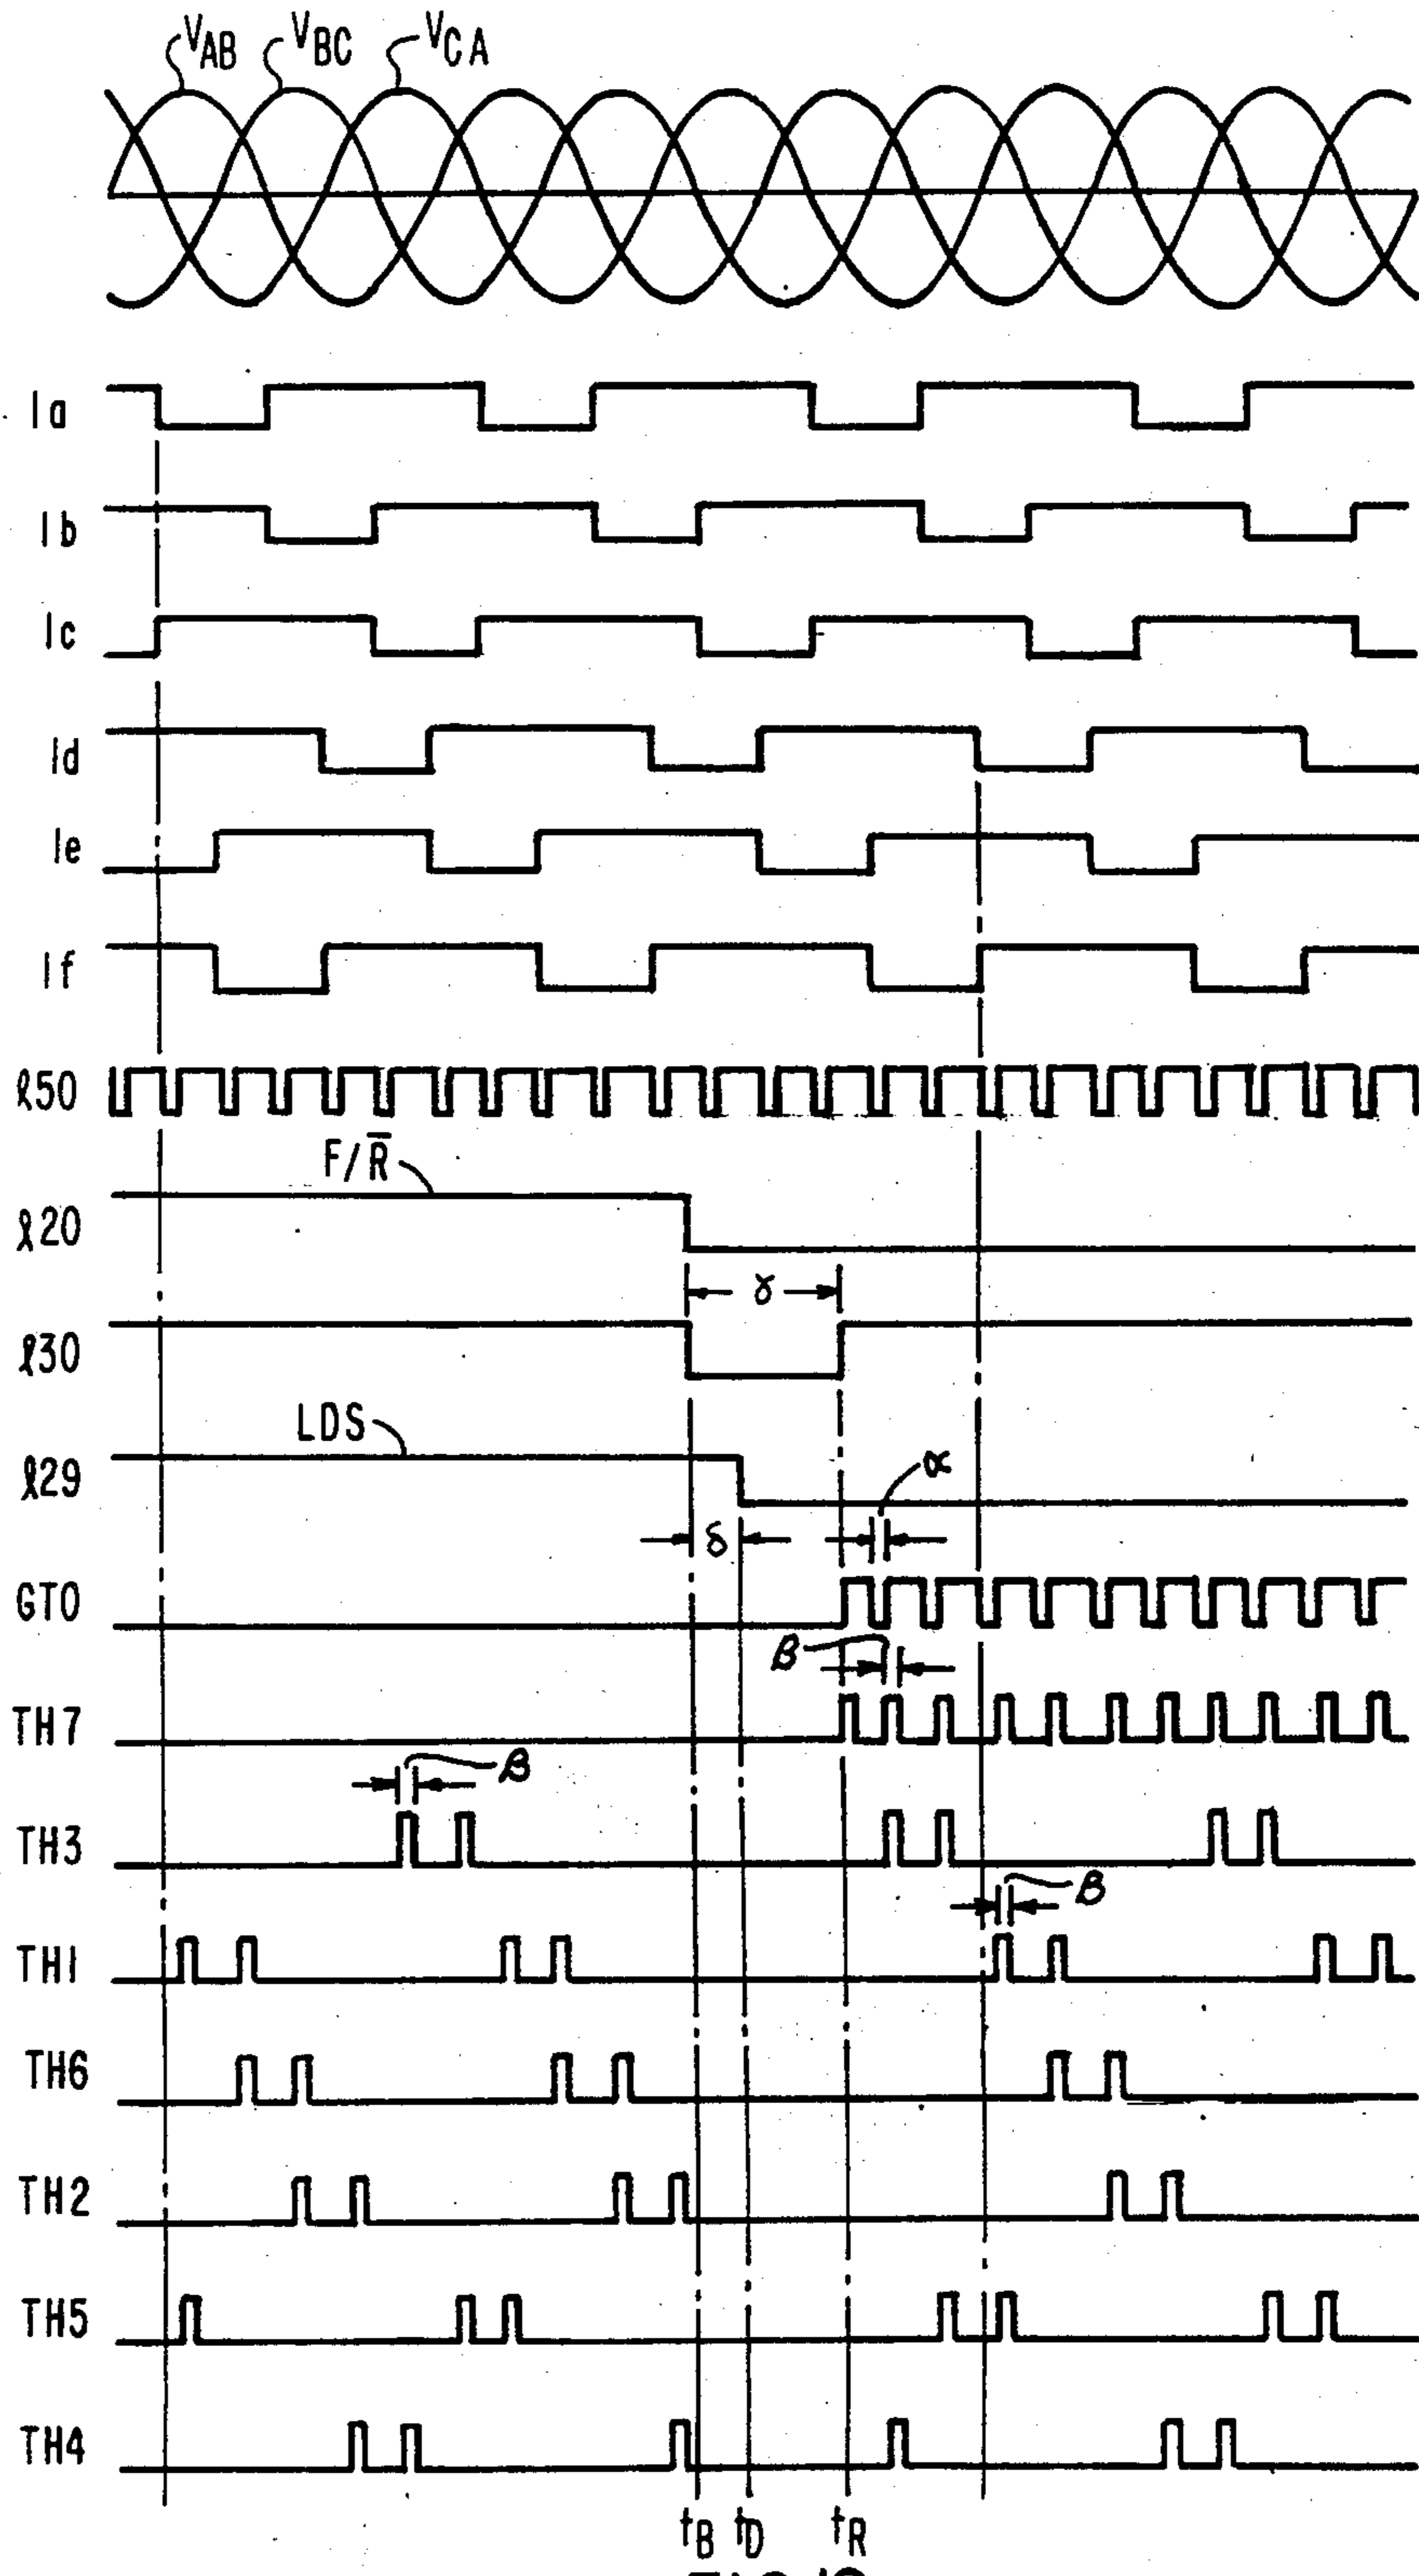 VAB VBC VCA
Ia
Ib
Ic
Id
Ie
If
ℓ50
F/R̅
ℓ20
γ
ℓ30
LDS
ℓ29
α
δ
GTO
β
TH7
β
TH3
β
TH1
TH6
TH2
TH5
TH4
tB tD tR